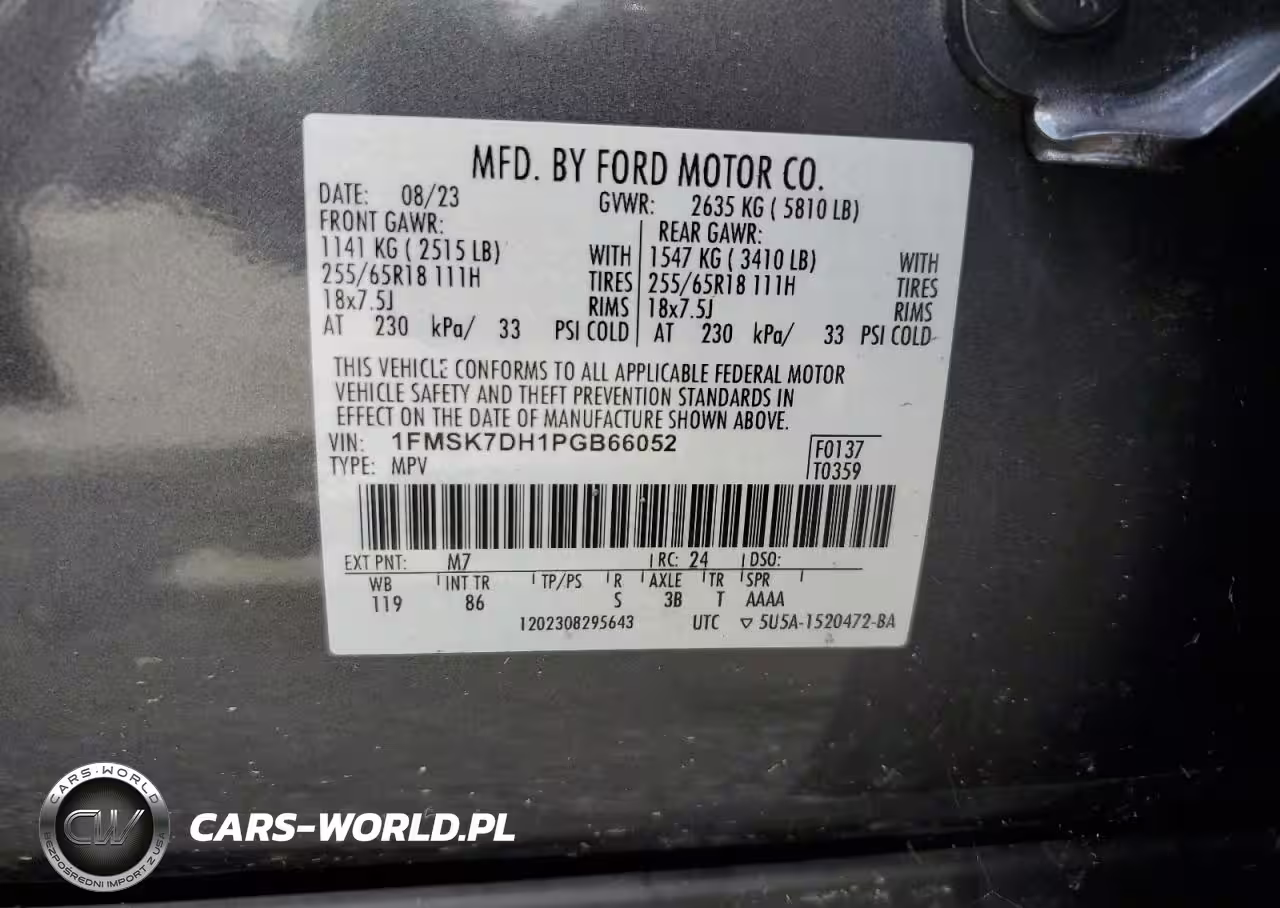 MFD. BY FORD MOTOR CO.
DATE: 08/23 GVWR: 2635 KG ( 5810 LB)
FRONT GAWR: REAR GAWR:
1141 KG ( 2515 LB) WITH 1547 KG ( 3410 LB) WITH
255/65R18 111H TIRES 255/65R18 111H TIRES
18x7.5J RIMS 18x7.5J RIMS
AT 230 kPa/ 33 PSI COLD AT 230 kPa/ 33 PSI COLD
THIS VEHICLE CONFORMS TO ALL APPLICABLE FEDERAL MOTOR
VEHICLE SAFETY AND THEFT PREVENTION STANDARDS IN
EFFECT ON THE DATE OF MANUFACTURE SHOWN ABOVE.
VIN: 1FMSK7DH1PGB66052 F0137
TYPE: MPV T0359
EXT PNT: M7 RC: 24 DSO:
WB INT TR TP/PS R AXLE TR SPR
119 86 S 3B T AAAA
1202308295643 UTC ▽ 5U5A-1520472-BA
CARS-WORLD
CW
BEZPOŚREDNI IMPORT Z USA
CARS-WORLD.PL